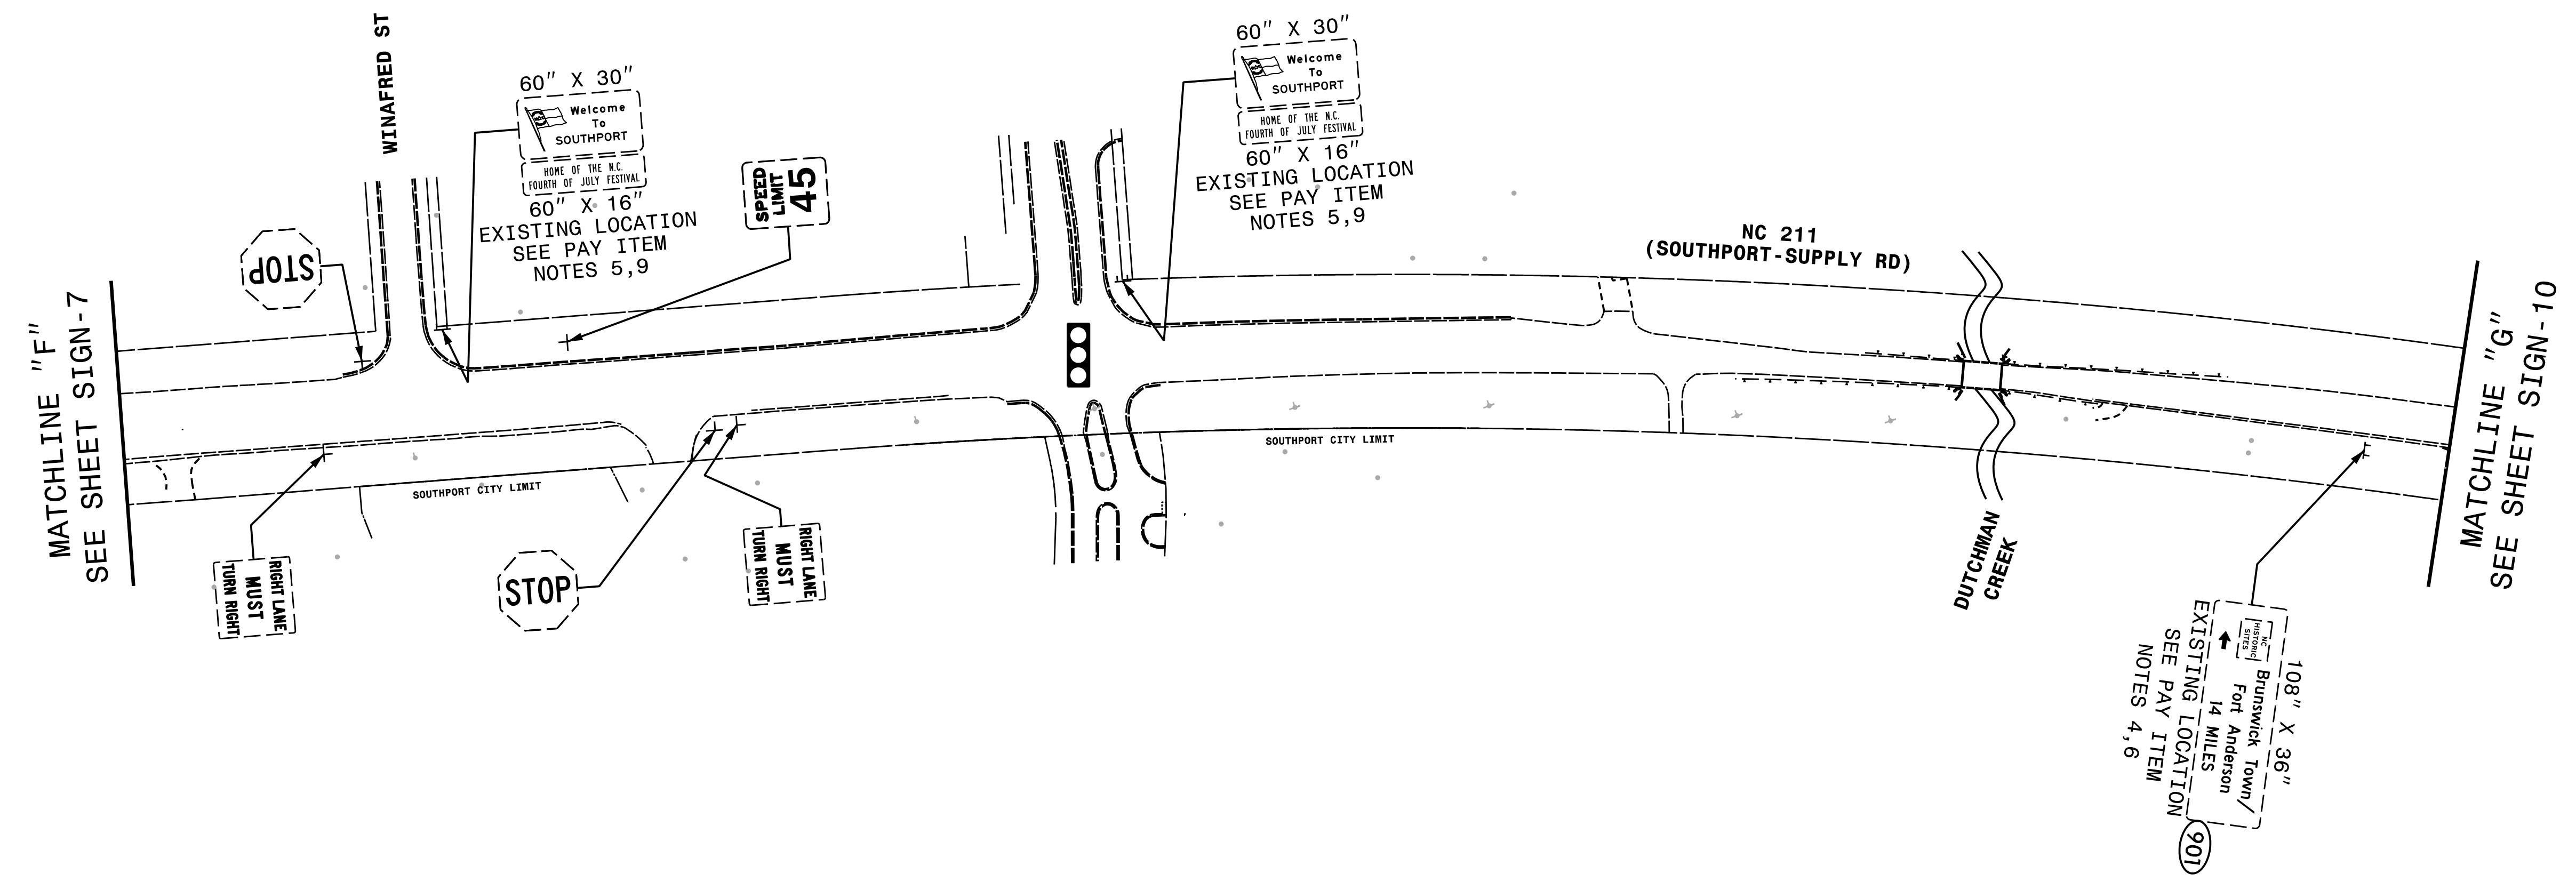 WINAFRED ST
60" X 30"
Welcome
To
SOUTHPORT
HOME OF THE N.C.
FOURTH OF JULY FESTIVAL
60" X 16"
EXISTING LOCATION
SEE PAY ITEM
NOTES 5,9
SPEED
LIMIT
45
60" X 30"
Welcome
To
SOUTHPORT
HOME OF THE N.C.
FOURTH OF JULY FESTIVAL
60" X 16"
EXISTING LOCATION
SEE PAY ITEM
NOTES 5,9
NC 211
(SOUTHPORT-SUPPLY RD)
STOP
MATCHLINE "F"
SEE SHEET SIGN-7
MATCHLINE "G"
SEE SHEET SIGN-10
SOUTHPORT CITY LIMIT
SOUTHPORT CITY LIMIT
RIGHT LANE
MUST
TURN RIGHT
STOP
RIGHT LANE
MUST
TURN RIGHT
DUTCHMAN
CREEK
108" X 36"
NC
HISTORIC
SITES
Brunswick Town/
Fort Anderson
14 MILES
EXISTING LOCATION
SEE PAY ITEM
NOTES 4,6
901